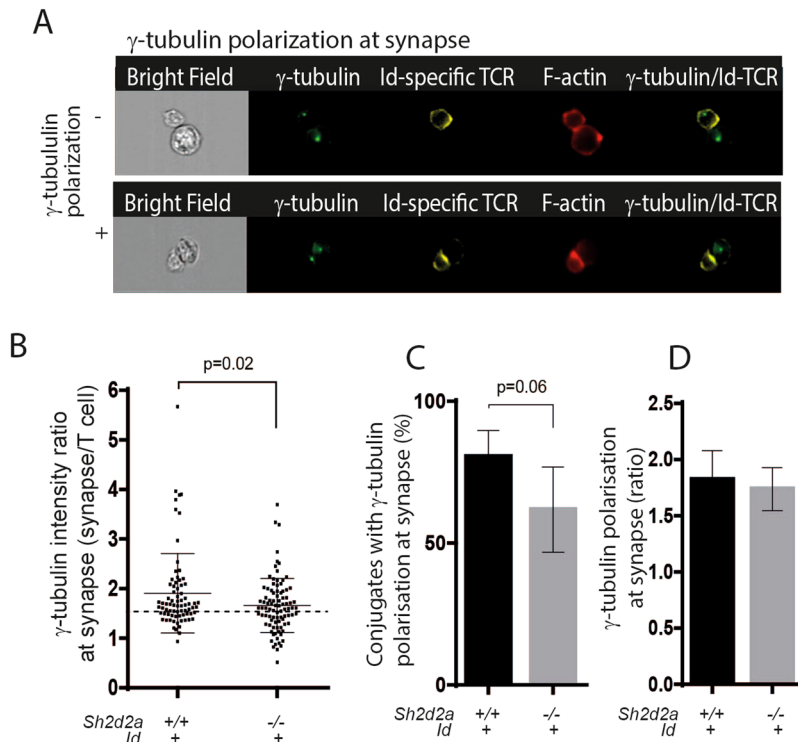 A
γ-tubulin polarization at synapse
Bright Field γ-tubulin Id-specific TCR F-actin γ-tubulin/Id-TCR
γ-tubululin
polarization
-
Bright Field γ-tubulin Id-specific TCR F-actin γ-tubulin/Id-TCR
+
B
p=0.02
γ-tubulin intensity ratio
at synapse (synapse/T cell)
6
5
4
3
2
1
0
Sh2d2a +/+ -/-
Id + +
C
p=0.06
Conjugates with γ-tubulin
polarisation at synapse (%)
100
50
0
Sh2d2a +/+ -/-
Id + +
D
γ-tubulin polarisation
at synapse (ratio)
2.5
2.0
1.5
1.0
0.5
0.0
Sh2d2a +/+ -/-
Id + +